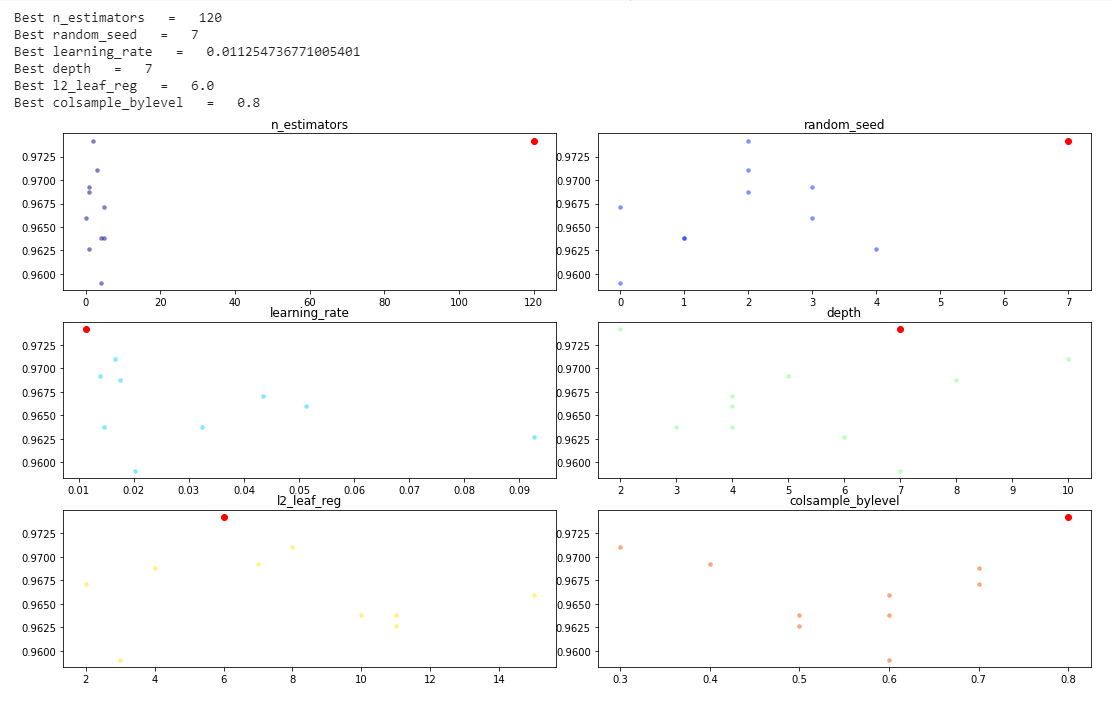 Best n_estimators = 120
Best random_seed = 7
Best learning_rate = 0.011254736771005401
Best depth = 7
Best l2_leaf_reg = 6.0
Best colsample_bylevel = 0.8
n_estimators
0.9725
0.9700
0.9675
0.9650
0.9625
0.9600
0 20 40 60 80 100 120
random_seed
0.9725
0.9700
0.9675
0.9650
0.9625
0.9600
0 1 2 3 4 5 6 7
learning_rate
0.9725
0.9700
0.9675
0.9650
0.9625
0.9600
0.01 0.02 0.03 0.04 0.05 0.06 0.07 0.08 0.09
depth
0.9725
0.9700
0.9675
0.9650
0.9625
0.9600
2 3 4 5 6 7 8 9 10
l2_leaf_reg
0.9725
0.9700
0.9675
0.9650
0.9625
0.9600
2 4 6 8 10 12 14
colsample_bylevel
0.9725
0.9700
0.9675
0.9650
0.9625
0.9600
0.3 0.4 0.5 0.6 0.7 0.8